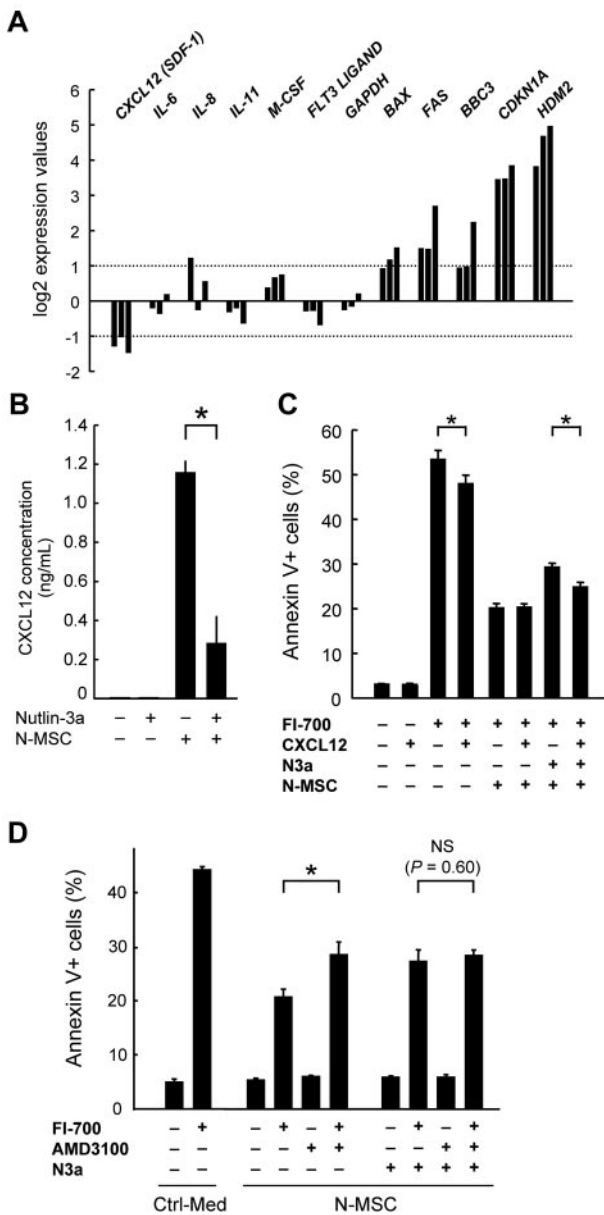 A
CXCL12 (SDF-1)
IL-6
IL-8
IL-11
M-CSF
FLT3 LIGAND
GAPDH
BAX
FAS
BBC3
CDKN1A
HDM2
log2 expression values
6
5
4
3
2
1
0
-1
-2
B
*
CXCL12 concentration
(ng/mL)
1.4
1.2
1.0
0.8
0.6
0.4
0.2
0
Nutlin-3a – + – +
N-MSC – – + +
C
* *
Annexin V+ cells (%)
60
50
40
30
20
10
0
FI-700 – – + + + + + +
CXCL12 – + – + – + – +
N3a – – – – – – + +
N-MSC – – – – + + + +
D
NS
(P = 0.60)
*
Annexin V+ cells (%)
40
30
20
10
0
FI-700 – + – + – + – + – +
AMD3100 – – – – + + – – + +
N3a – – – – – – + + + +
Ctrl-Med N-MSC